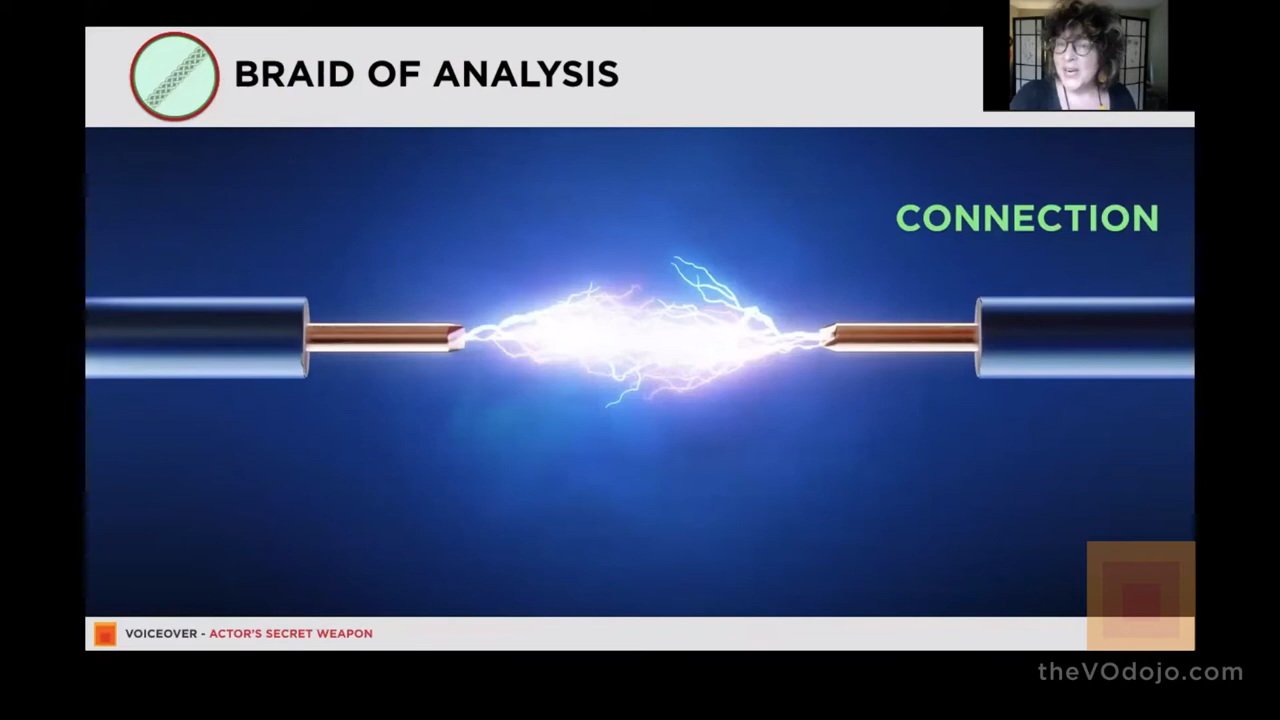 BRAID OF ANALYSIS
CONNECTION
VOICEOVER - ACTOR'S SECRET WEAPON
theVOdojo.com